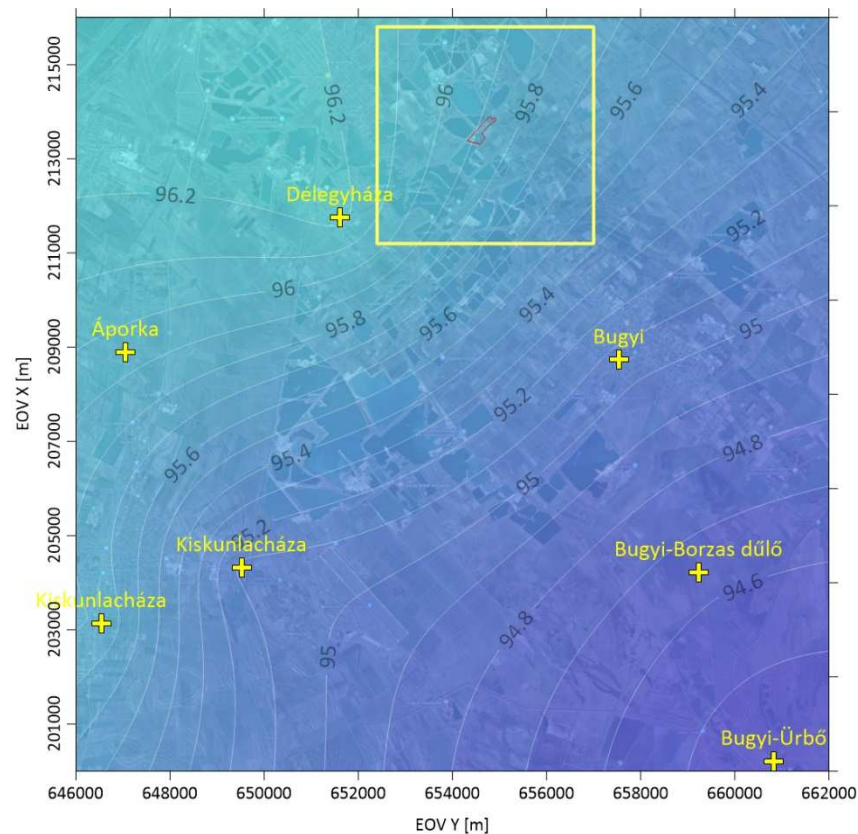 215000
213000
211000
209000
207000
205000
203000
201000
EOV X [m]
96.2
96
95.8
95.6
95.4
96.2
Délegyháza
95.2
96
95.8
95.6
95.4
95
Áporka
Bugyi
95.6
95.4
95.2
95
94.8
95.2
Kiskunlacháza
Bugyi-Borzas dűlő
94.6
Kiskunlacháza
95
94.8
Bugyi-Ürbő
646000 648000 650000 652000 654000 656000 658000 660000 662000
EOV Y [m]